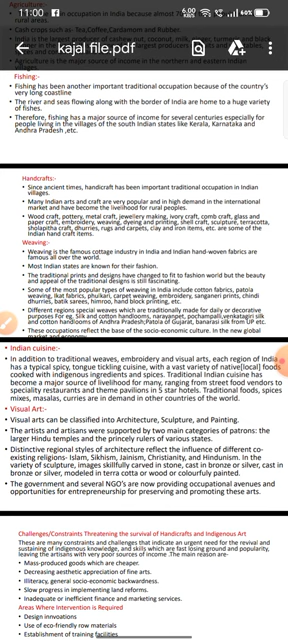 11:00
6.00
KB/S
kajal for.pdf
Agriculture:-
rural areas.
Cash crops such as- Tea,Coffee,Cardamom and Coconut
Agriculture is the major source of income in the northern and eastern Indian
villages.
Fishing:-
• Fishing has been another important traditional occupation because of the country's
very long coastline
• The river and seas flowing along with the border of India are home to a huge variety
of fishes.
• Therefore, fishing has a major source of income for several centuries especially for
people living in the villages of the south Indian states like Kerala, Karnataka and
Andhra Pradesh ,etc.
Handcrafts:-
• Since ancient times, handicraft has been important traditional occupation in Indian
villages.
• Many Indian arts and craft are very popular and in high demand in the international
market and have become the livelihood for rural peoples.
• Wood craft, pottery, metal craft, jewellery making, ivory craft, comb craft, glass and
paper craft, embroidery, weaving, dyeing and printing, shell craft, sculpture, terracotta,
sholapitha craft, dhurries, rugs and carpets, clay and iron items, etc. are some of the
Indian hand craft items.
Weaving:-
• Weaving is the famous cottage industry in India and Indian hand-woven fabrics are
famous all over the world.
• Most Indian states are known for their fashion.
• The traditional prints and designs have changed to fit to fashion world but the beauty
and appeal of the traditional designs is still fascinating.
• Some of the most popular types of weaving in India include cotton fabrics, patola
weaving, ikat fabrics, phulkari, carpet weaving, embroidery, sanganeri prints, chindi
dhurries, batik sarees, himroo, hand block printing, etc.
• Different regions special weaves which are traditionally made for daily or decorative
purposes For eg. Silk and cotton handlooms, narayanpet, pochampali,venkatagiri silk
and cotton handlooms of Andhra Pradesh,Patola of Gujarat, banarasi silk from UP etc.
• These occupations reflect the base of the socio-economic culture. In the new global
market and economy
• Indian cuisine:-
• In addition to traditional weaves, embroidery and visual arts, each region of India
has a typical spicy, tongue tickling cuisine, with a vast variety of native[local] foods
cooked with indigenous ingredients and spices. Traditional Indian cuisine has
become a major source of livelihood for many, ranging from street food vendors to
speciality restaurants and theme pavilions in 5 star hotels. Traditional foods, spices
mixes, masalas, curries are in demand in other countries of the world.
• Visual Art:-
• Visual arts can be classified into Architecture, Sculpture, and Painting.
• The artists and artisans were supported by two main categories of patrons: the
larger Hindu temples and the princely rulers of various states.
• Distinctive regional styles of architecture reflect the influence of different co-
existing religions- Islam, Sikhism, Jainism, Christianity, and Hinduism. In the
variety of sculpture, images skillfully carved in stone, cast in bronze or silver, cast in
bronze or silver, modeled in terra cotta or wood or colourfully painted.
• The government and several NGO's are now providing occupational avenues and
opportunities for entrepreneurship for preserving and promoting these arts.
Challenges/Constraints Threatening the survival of Handcrafts and Indigenous Art
These are many constraints and challenges that indicate an urgent need for the revival and
sustaining of indigenous knowledge, and skills which are fast losing ground and popularity,
leaving the artisans with very poor sources of income .The main reason are-
• Mass-produced goods which are cheaper.
• Decreasing aesthetic appreciation of fine arts.
• Illiteracy, general socio-economic backwardness.
• Slow progress in implementing land reforms.
• Inadequate or inefficient finance and marketing services.
Areas Where Intervention is Required
• Design innvoations
• Use of eco-friendly row materials
• Establishment of training facilities